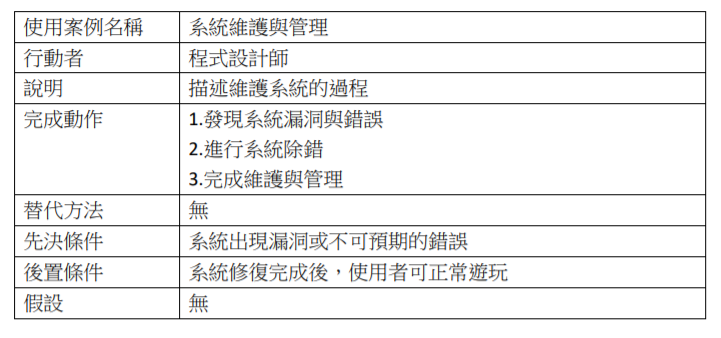 使用案例名稱 系統維護與管理
行動者 程式設計師
說明 描述維護系統的過程
完成動作 1.發現系統漏洞與錯誤
2.進行系統除錯
3.完成維護與管理
替代方法 無
先決條件 系統出現漏洞或不可預期的錯誤
後置條件 系統修復完成後，使用者可正常遊玩
假設 無